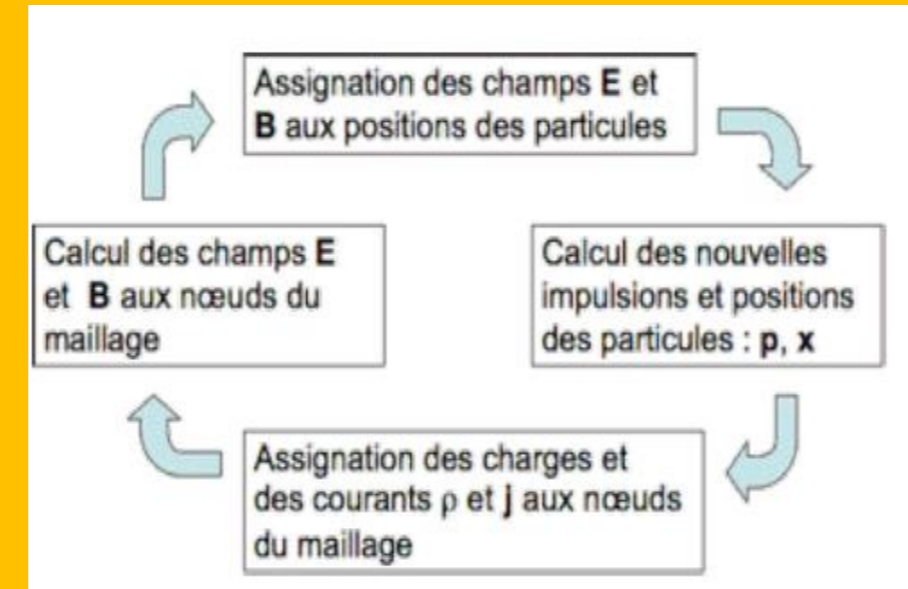 Assignation des champs E et
B aux positions des particules
Calcul des champs E
et B aux nœuds du
maillage
Calcul des nouvelles
impulsions et positions
des particules : p, x
Assignation des charges et
des courants ρ et j aux nœuds
du maillage